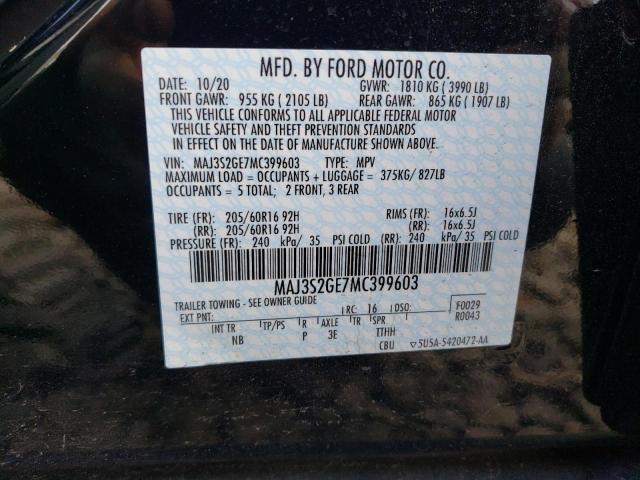 MFD. BY FORD MOTOR CO.
DATE: 10/20 GVWR: 1810 KG ( 3990 LB)
FRONT GAWR: 955 KG ( 2105 LB) REAR GAWR: 865 KG ( 1907 LB)
THIS VEHICLE CONFORMS TO ALL APPLICABLE FEDERAL MOTOR
VEHICLE SAFETY AND THEFT PREVENTION STANDARDS
IN EFFECT ON THE DATE OF MANUFACTURE SHOWN ABOVE.
VIN: MAJ3S2GE7MC399603 TYPE: MPV
MAXIMUM LOAD = OCCUPANTS + LUGGAGE = 375KG/ 827LB
OCCUPANTS = 5 TOTAL; 2 FRONT, 3 REAR
TIRE (FR): 205/60R16 92H RIMS (FR): 16x6.5J
(RR): 205/60R16 92H (RR): 16x6.5J
PRESSURE (FR): 240 kPa/ 35 PSI COLD (RR): 240 kPa/ 35 PSI COLD
MAJ3S2GE7MC399603
TRAILER TOWING - SEE OWNER GUIDE
EXT PNT: RC: 16 DSO: F0029
R0043
INT TR TP/PS R AXLE TR SPR
NB P 3E TTHH
CBU 5U5A-5420472-AA